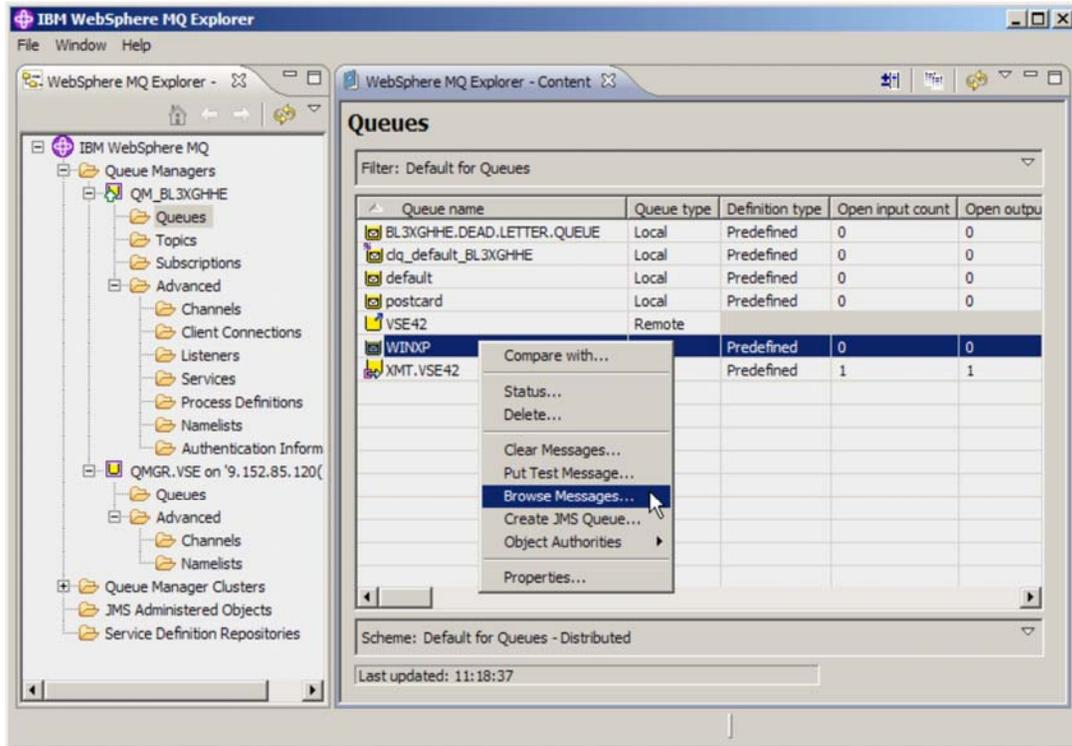 IBM WebSphere MQ Explorer
File Window Help
WebSphere MQ Explorer -
IBM WebSphere MQ
Queue Managers
QM_BL3XGHHE
Queues
Topics
Subscriptions
Advanced
Channels
Client Connections
Listeners
Services
Process Definitions
Namelists
Authentication Inform
QMGR.VSE on '9.152.85.120(
Queues
Advanced
Channels
Namelists
Queue Manager Clusters
JMS Administered Objects
Service Definition Repositories
WebSphere MQ Explorer - Content
Queues
Filter: Default for Queues
Queue name Queue type Definition type Open input count Open outpu
BL3XGHHE.DEAD.LETTER.QUEUE Local Predefined 0 0
clq_default_BL3XGHHE Local Predefined 0 0
default Local Predefined 0 0
postcard Local Predefined 0 0
VSE42 Remote
WINXP Predefined 0 0
XMT.VSE42 Predefined 1 1
Compare with...
Status...
Delete...
Clear Messages...
Put Test Message...
Browse Messages...
Create JMS Queue...
Object Authorities
Properties...
Scheme: Default for Queues - Distributed
Last updated: 11:18:37